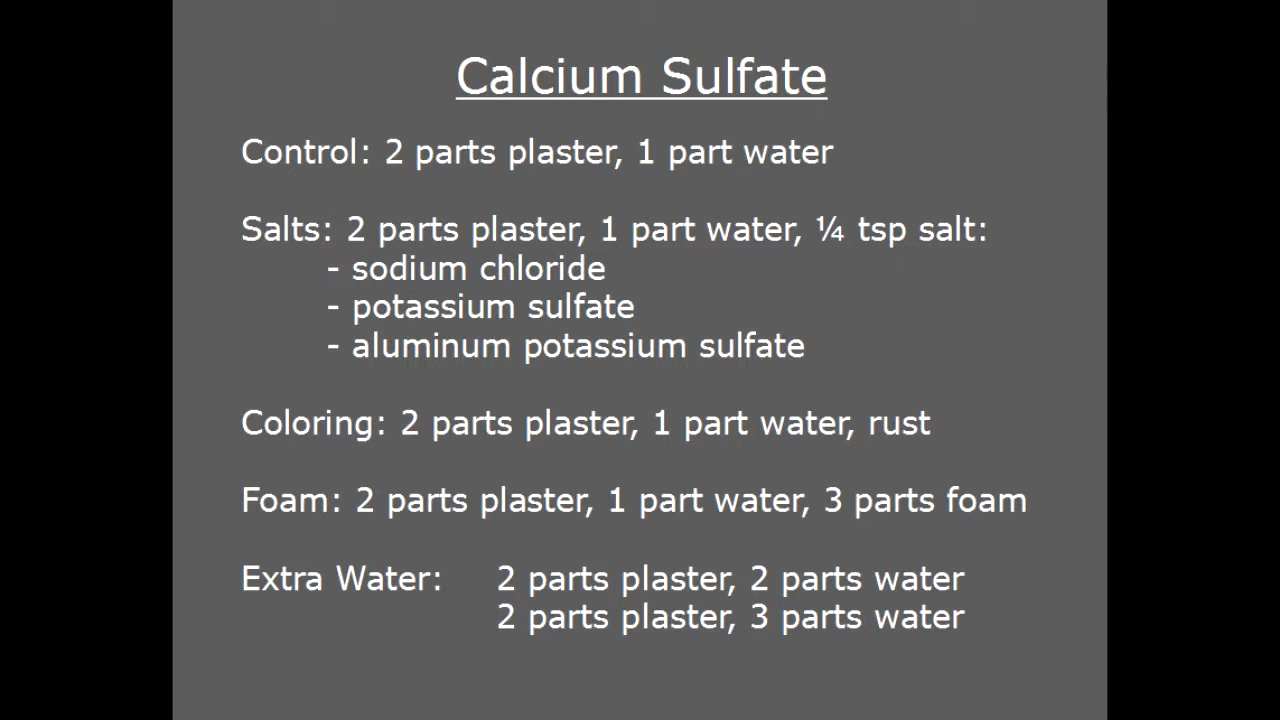 Calcium Sulfate
Control: 2 parts plaster, 1 part water
Salts: 2 parts plaster, 1 part water, ¼ tsp salt:
- sodium chloride
- potassium sulfate
- aluminum potassium sulfate
Coloring: 2 parts plaster, 1 part water, rust
Foam: 2 parts plaster, 1 part water, 3 parts foam
Extra Water: 2 parts plaster, 2 parts water
2 parts plaster, 3 parts water